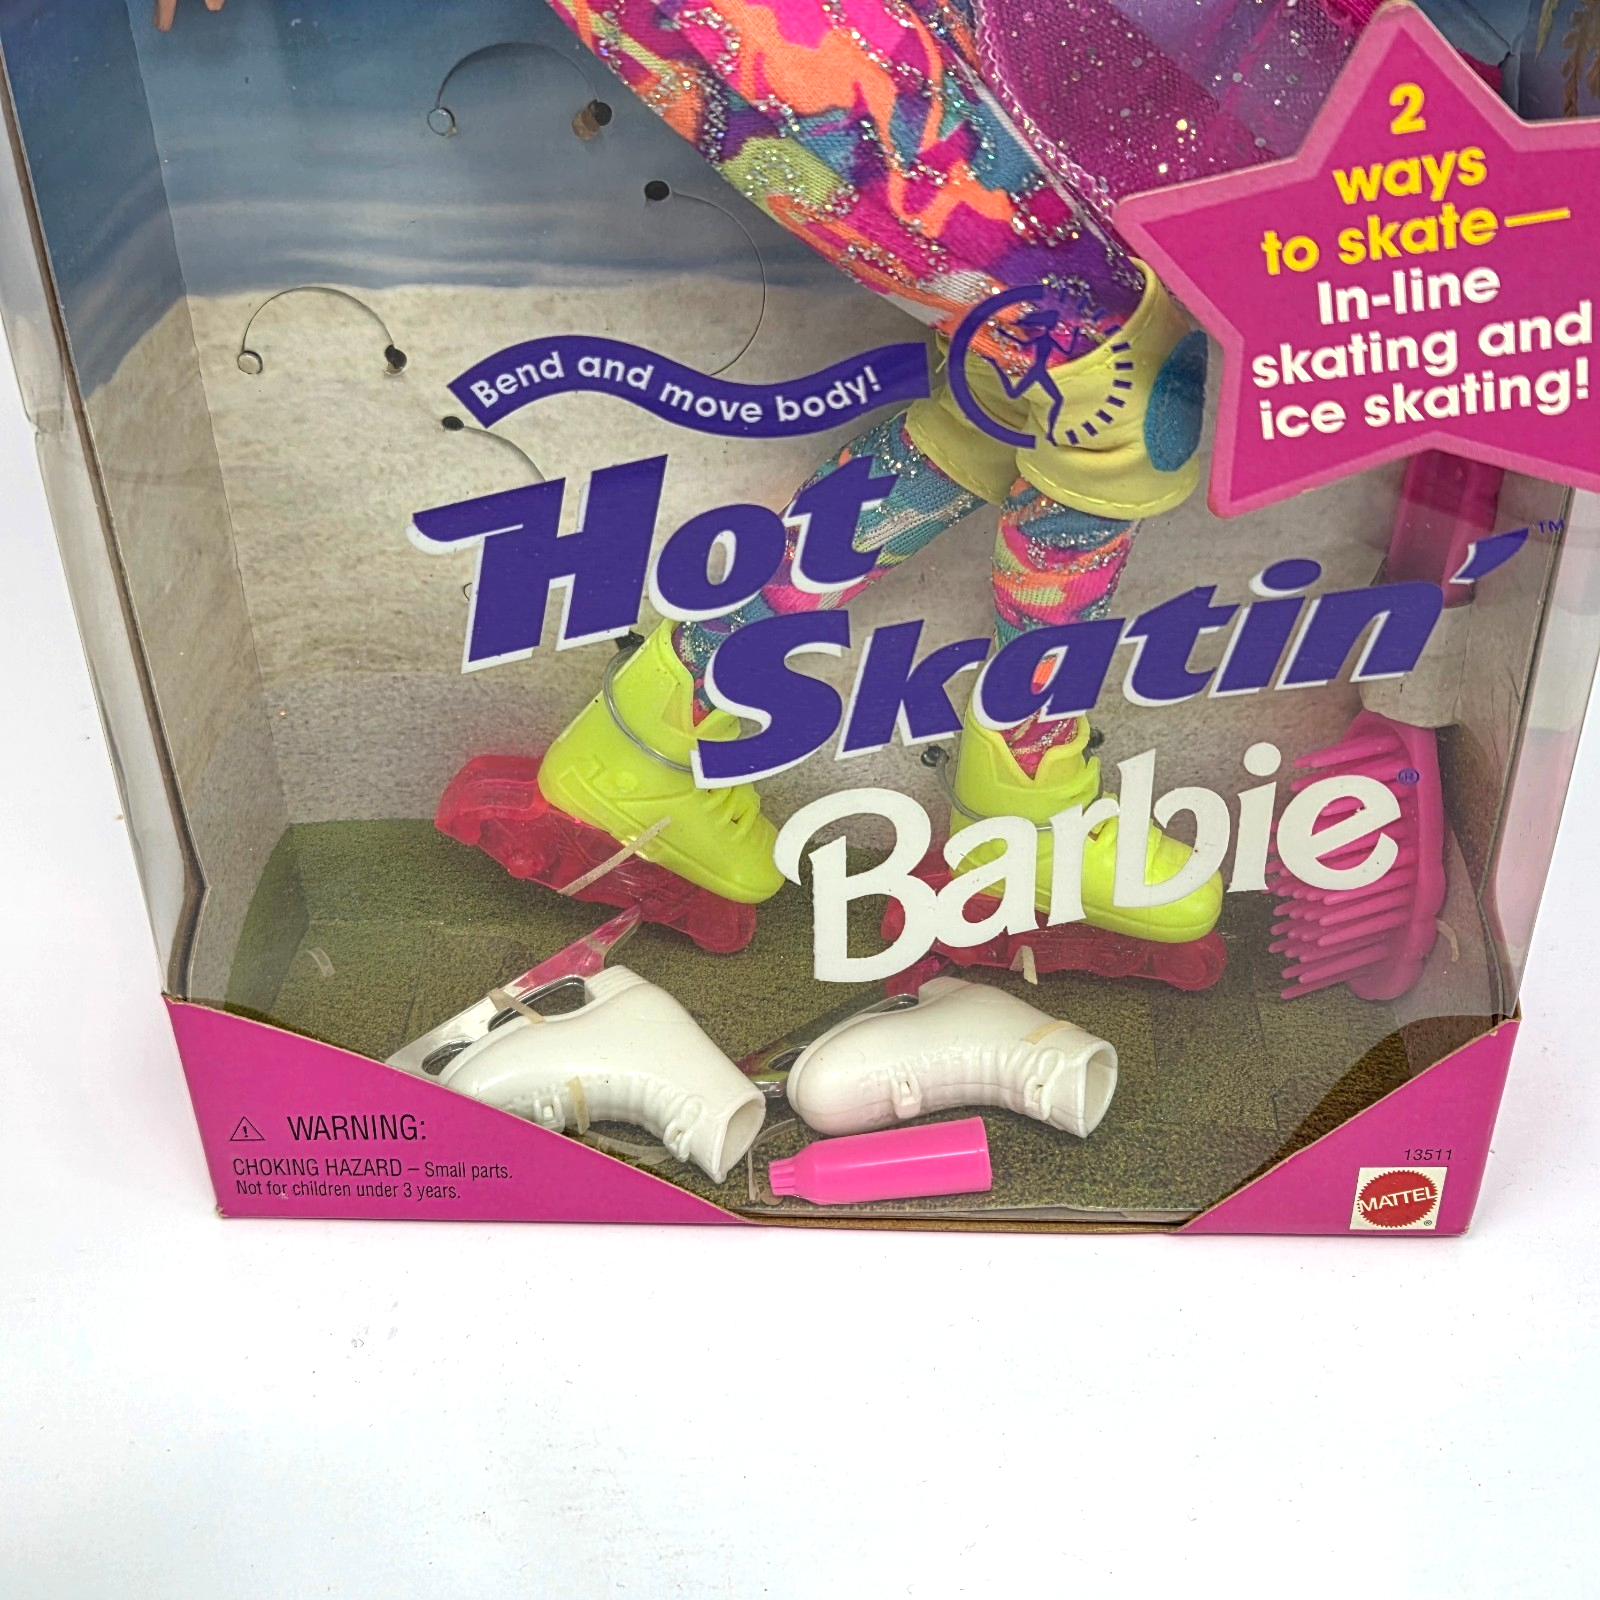 2
ways
to skate—
In-line
skating and
ice skating!
Bend and move body!
Hot
Skatin'™
Barbie®
⚠ WARNING:
CHOKING HAZARD – Small parts.
Not for children under 3 years.
13511
MATTEL®